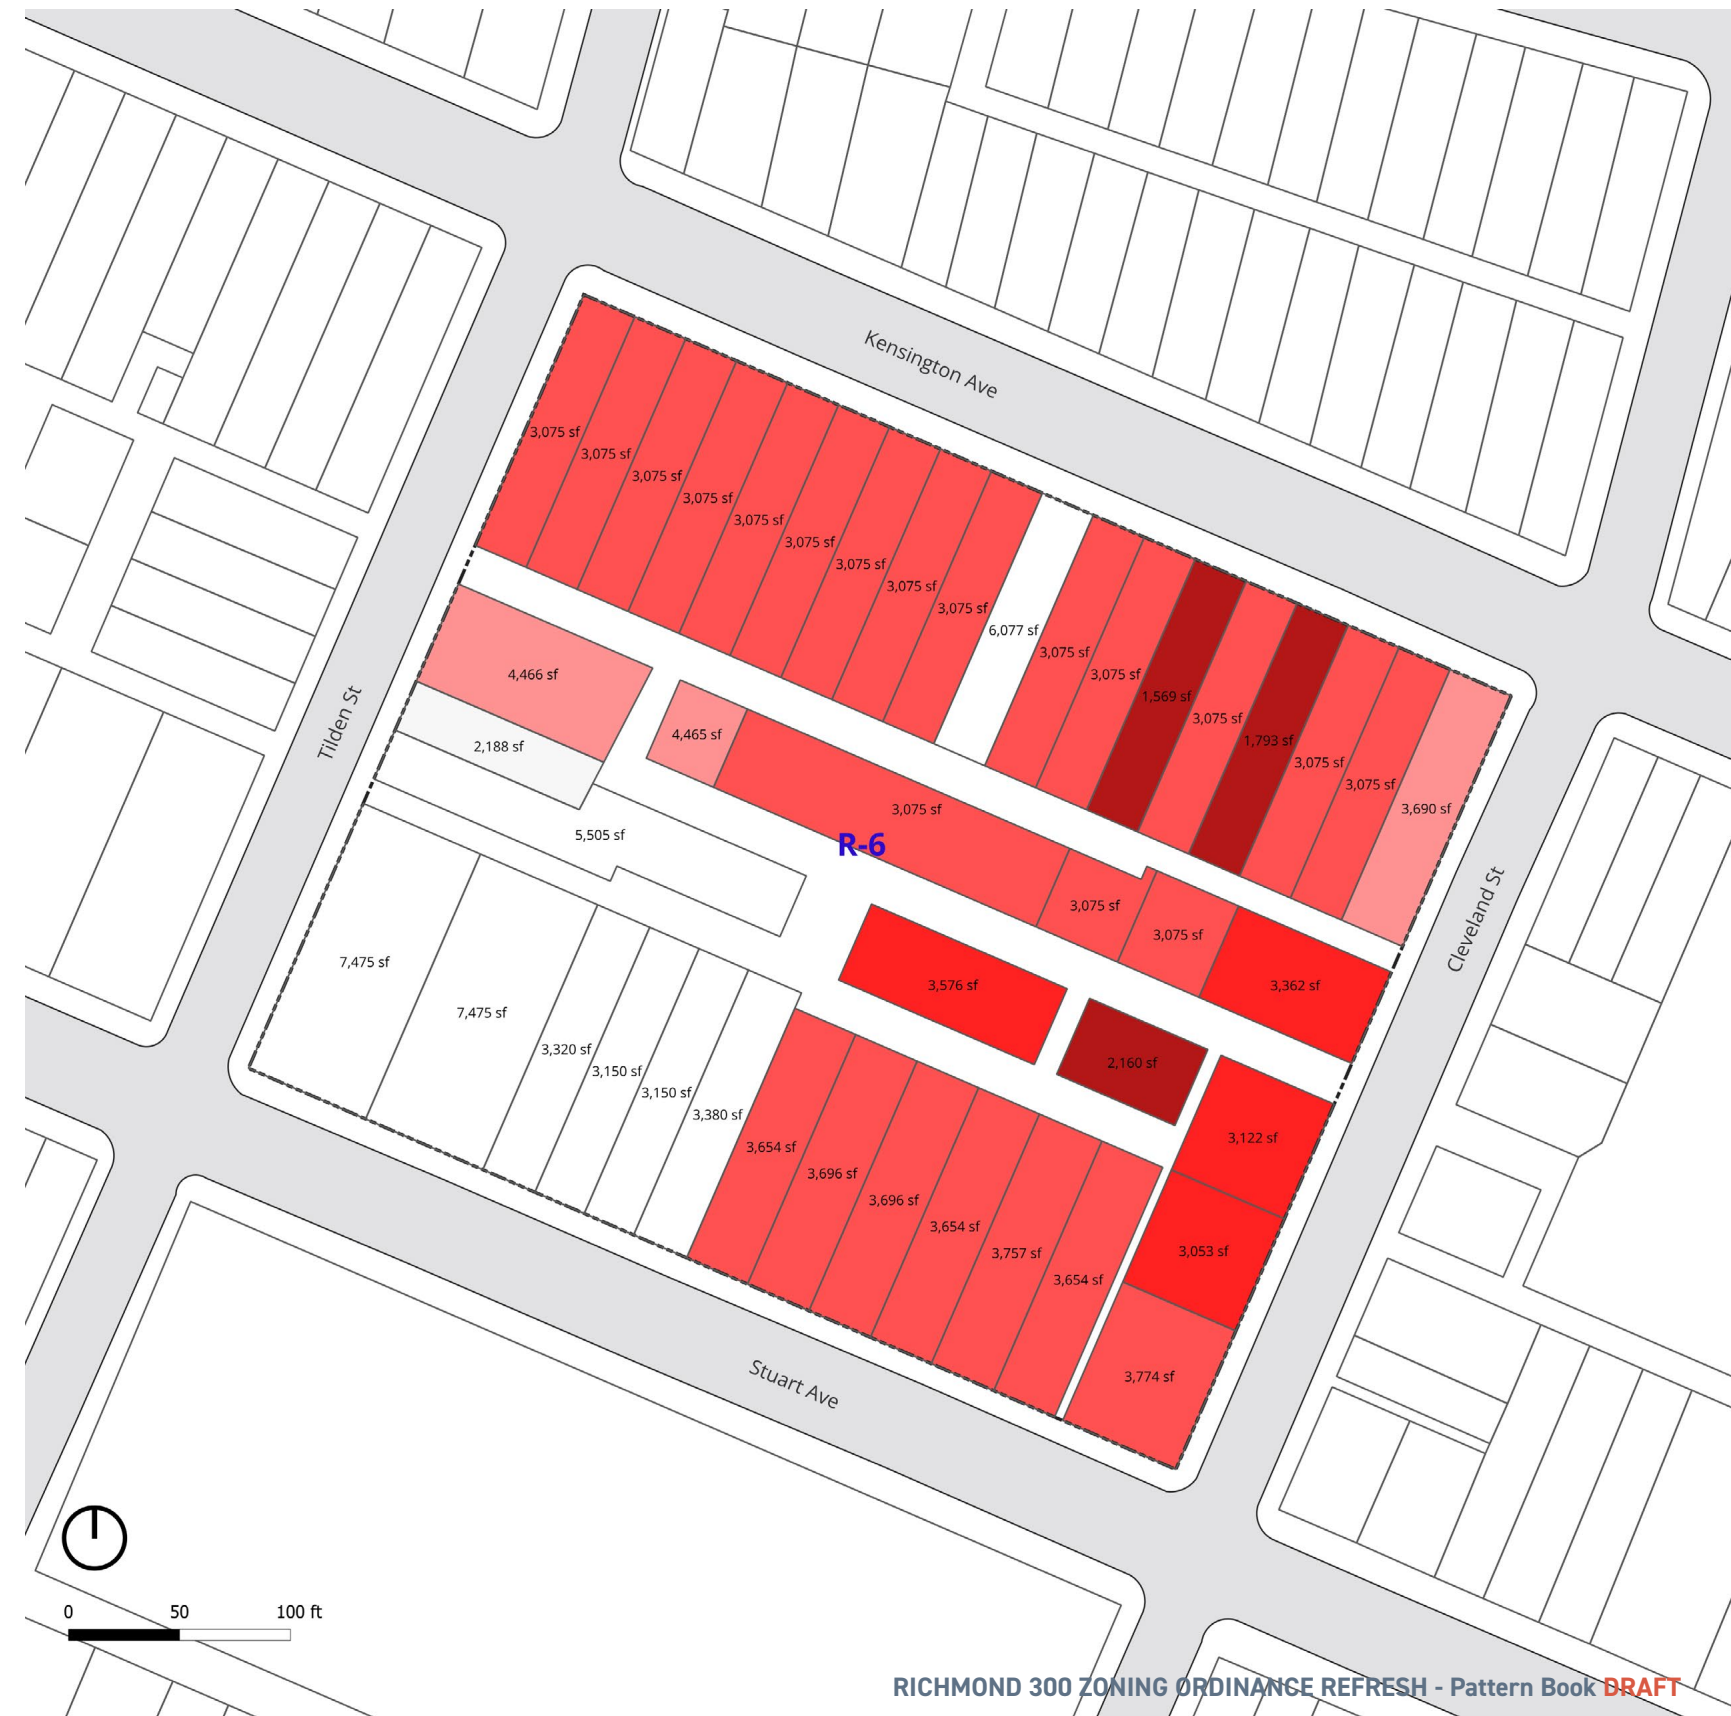 Kensington Ave
3,075 sf
3,075 sf
3,075 sf
3,075 sf
3,075 sf
3,075 sf
3,075 sf
3,075 sf
3,075 sf
6,077 sf
3,075 sf
3,075 sf
1,569 sf
3,075 sf
1,793 sf
3,075 sf
3,075 sf
3,690 sf
4,466 sf
2,188 sf
4,465 sf
3,075 sf
R-6
5,505 sf
3,075 sf
3,075 sf
3,362 sf
Tilden St
Cleveland St
7,475 sf
7,475 sf
3,320 sf
3,150 sf
3,150 sf
3,380 sf
3,576 sf
2,160 sf
3,654 sf
3,696 sf
3,696 sf
3,654 sf
3,757 sf
3,654 sf
3,122 sf
3,053 sf
3,774 sf
Stuart Ave
0 50 100 ft
RICHMOND 300 ZONING ORDINANCE REFRESH - Pattern Book DRAFT